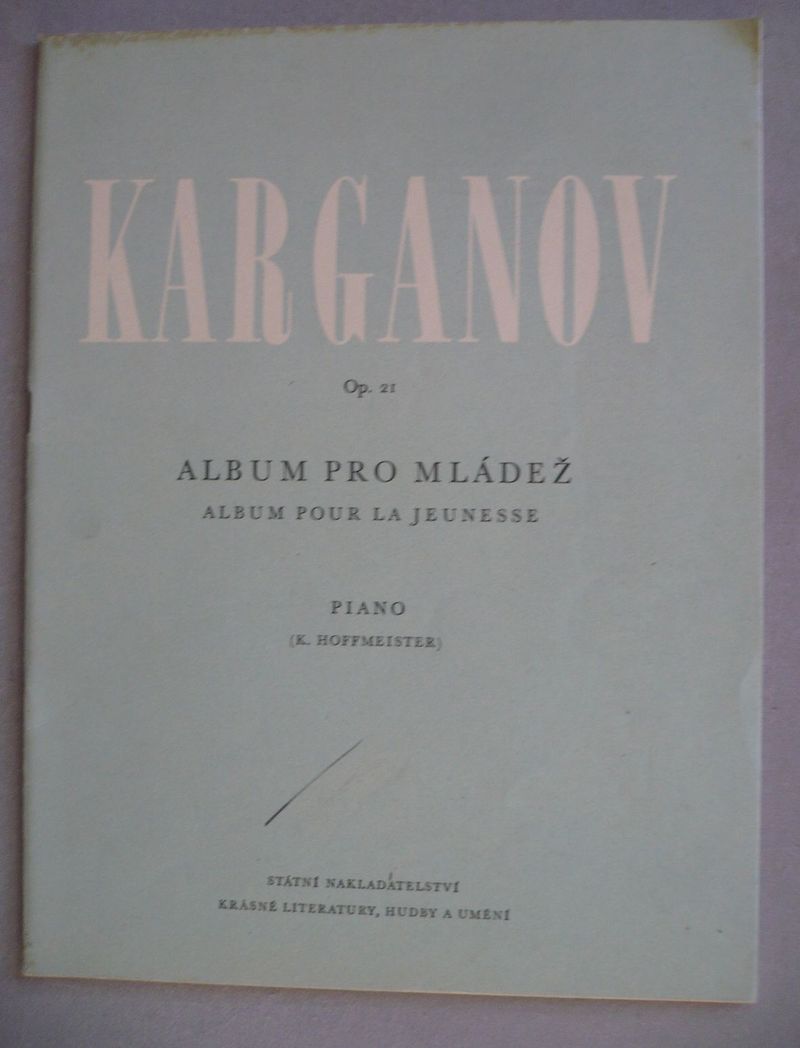 KARGANOV
Op. 21
ALBUM PRO MLÁDEŽ
ALBUM POUR LA JEUNESSE
PIANO
(K. HOFFMEISTER)
STÁTNÍ NAKLADATELSTVÍ
KRÁSNÉ LITERATURY, HUDBY A UMĚNÍ